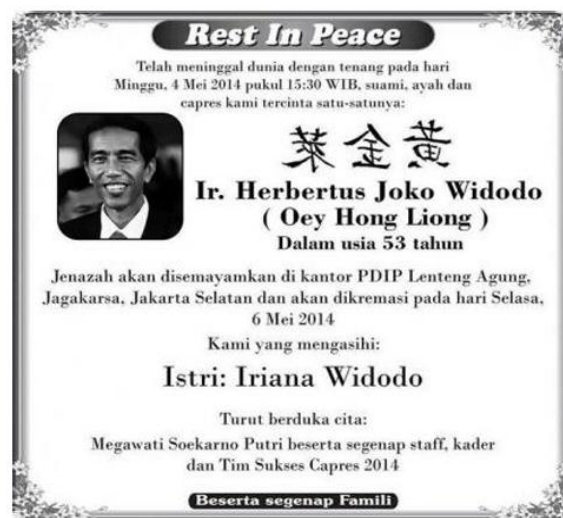 Rest In Peace
Telah meninggal dunia dengan tenang pada hari
Minggu, 4 Mei 2014 pukul 15:30 WIB, suami, ayah dan
capres kami tercinta satu-satunya:
萊金黃
Ir. Herbertus Joko Widodo
( Oey Hong Liong )
Dalam usia 53 tahun
Jenazah akan disemayamkan di kantor PDIP Lenteng Agung,
Jagakarsa, Jakarta Selatan dan akan dikremasi pada hari Selasa,
6 Mei 2014
Kami yang mengasihi:
Istri: Iriana Widodo
Turut berduka cita:
Megawati Soekarno Putri beserta segenap staff, kader
dan Tim Sukses Capres 2014
Beserta segenap Famili